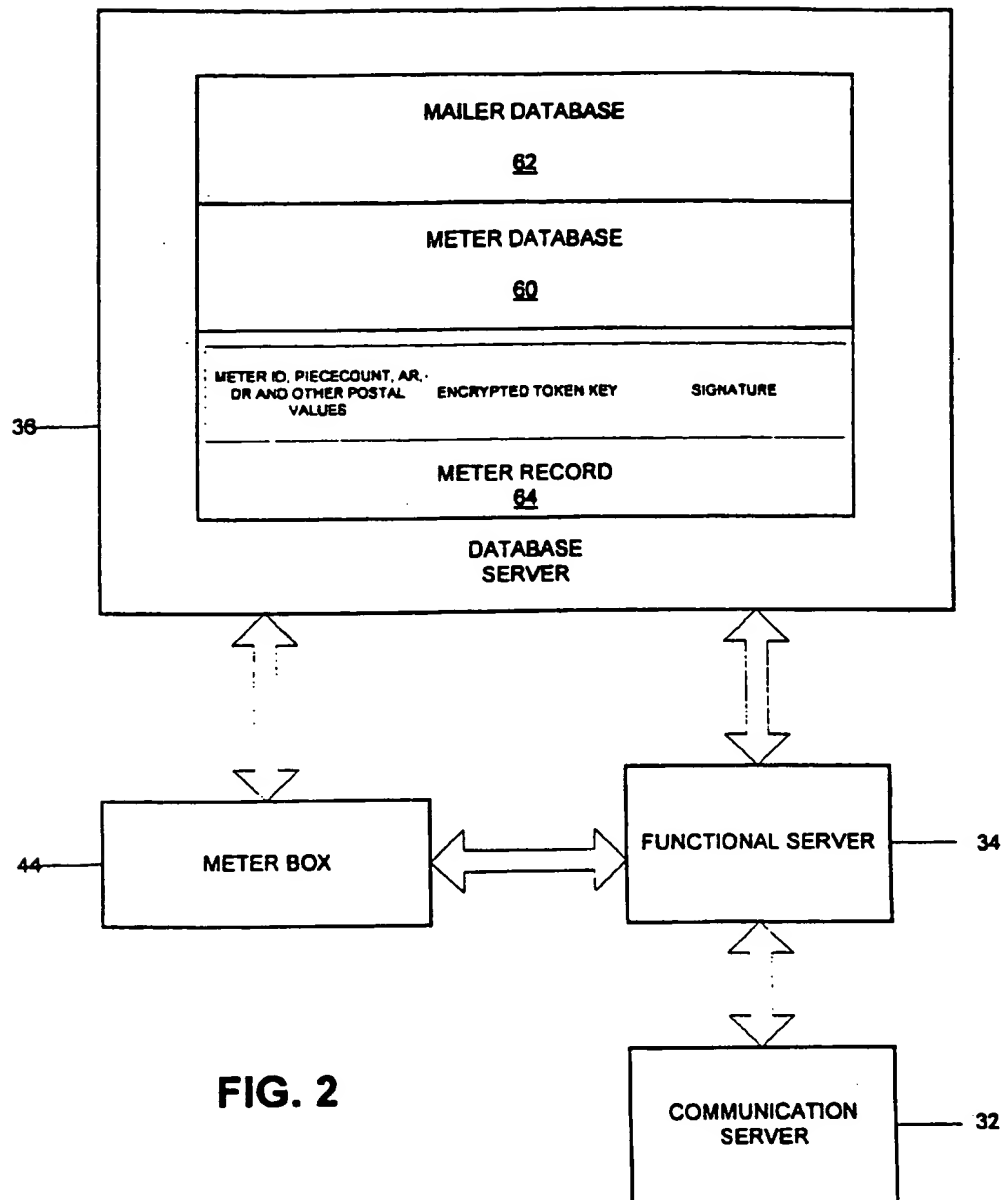 MAILER DATABASE
62
METER DATABASE
60
METER ID, PIECECOUNT, AR,
DR AND OTHER POSTAL
VALUES
ENCRYPTED TOKEN KEY
SIGNATURE
METER RECORD
64
DATABASE
SERVER
36
METER BOX
44
FUNCTIONAL SERVER
34
COMMUNICATION
SERVER
32
FIG. 2